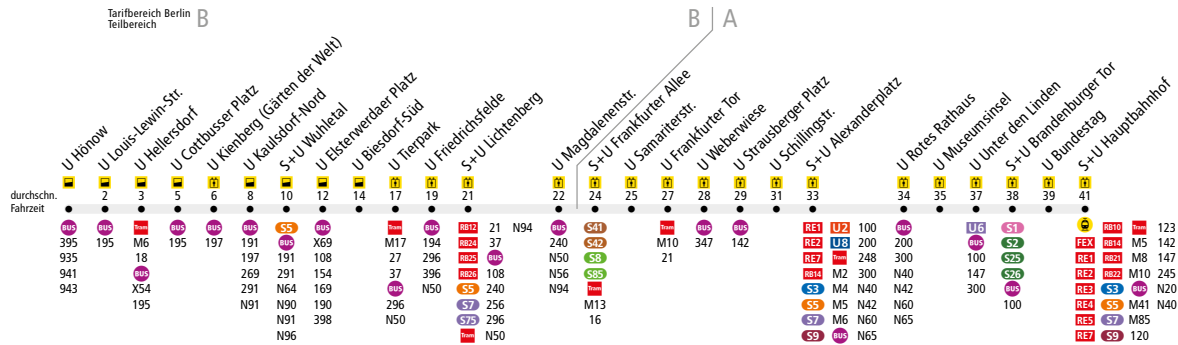 Tarifbereich Berlin B
Teilbereich
B A
U Hönow
U Louis-Lewin-Str.
U Hellersdorf
U Cottbusser Platz
U Kienberg (Gärten der Welt)
U Kaulsdorf-Nord
S+U Wuhletal
U Elsterwerdaer Platz
U Biesdorf-Süd
U Tierpark
U Friedrichsfelde
S+U Lichtenberg
U Magdalenenstr.
S+U Frankfurter Allee
U Samariterstr.
U Frankfurter Tor
U Weberwiese
U Strausberger Platz
U Schillingstr.
S+U Alexanderplatz
U Rotes Rathaus
U Museumsinsel
U Unter den Linden
S+U Brandenburger Tor
U Bundestag
S+U Hauptbahnhof
durchschn. 2 3 5 6 8 10 12 14 17 19 21 22 24 25 27 28 29 31 33 34 35 37 38 39 41
Fahrzeit
BUS BUS Tram BUS BUS BUS S5 BUS Tram BUS RB12 21 N94 BUS S41 Tram BUS BUS RE1 U2 100 BUS U6 S1 RB10 Tram 123
395 195 M6 195 197 191 BUS X69 M17 194 RB24 37 240 S42 M10 347 142 RE2 U8 200 200 BUS S2 FEX RB14 M5 142
935 18 197 191 108 27 296 RB25 BUS N50 S8 21 RE7 Tram 248 300 100 S25 RE1 RB21 M8 147
941 BUS 269 291 154 37 396 RB26 108 N56 S85 RB14 M2 300 N40 147 S26 RE2 RB22 M10 245
943 X54 291 N64 169 BUS N50 S5 240 N94 Tram S3 M4 N40 N42 300 BUS RE3 S3 BUS N20
195 N91 N90 190 296 S7 256 M13 S5 M5 N42 N60 100 RE4 S5 M41 N40
N91 398 N50 S75 296 16 S7 M6 N60 N65 RE5 S7 M85
N96 Tram N50 S9 BUS N65 RE7 S9 120